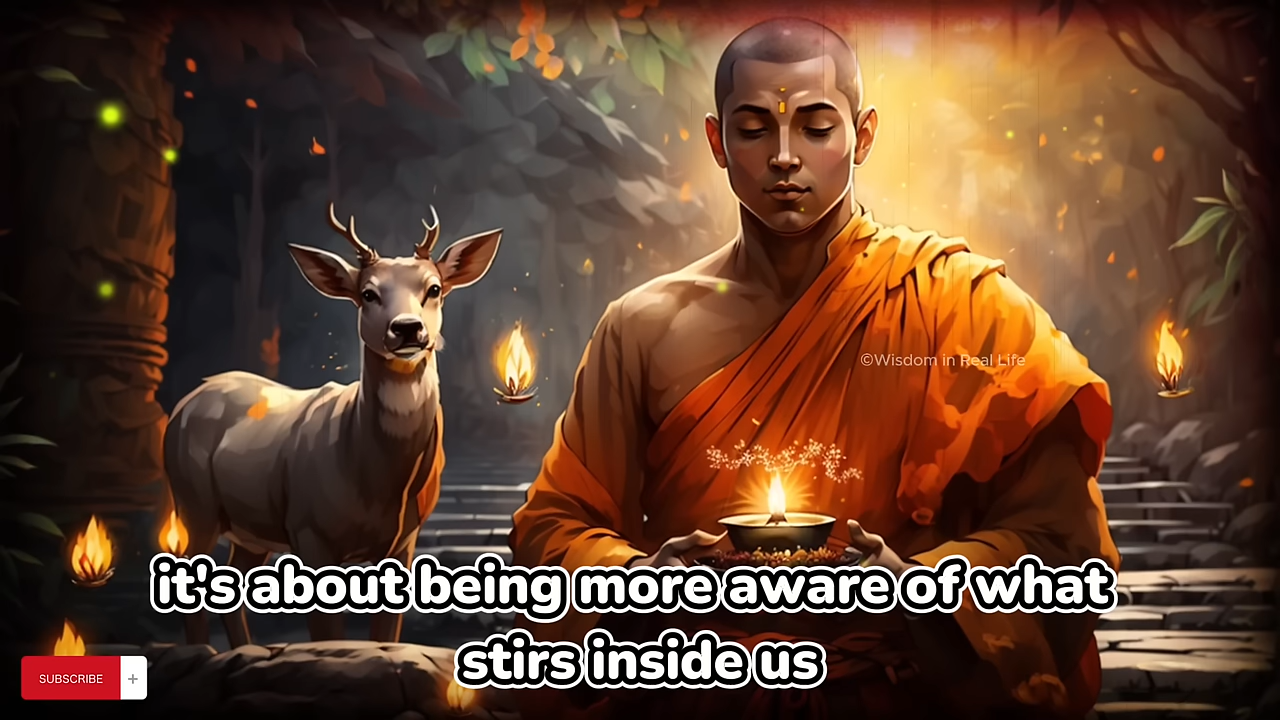 ©Wisdom in Real Life
it's about being more aware of what
stirs inside us
SUBSCRIBE +